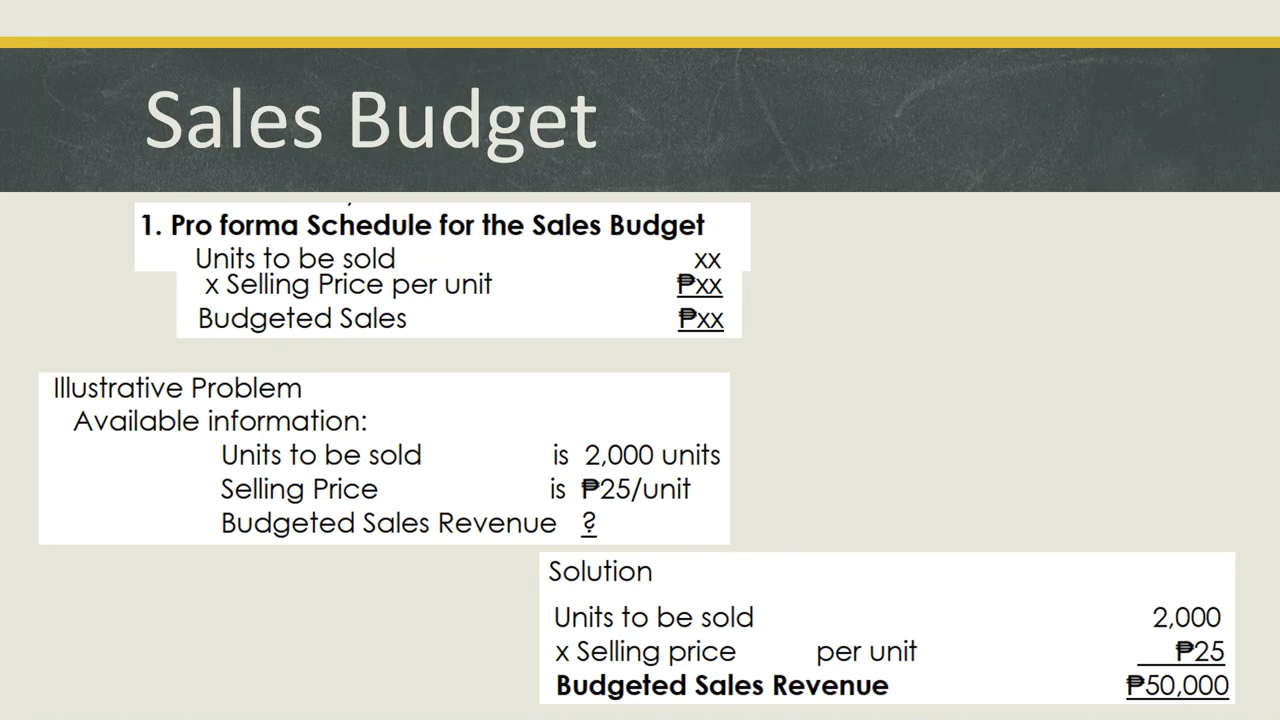 Sales Budget
1. Pro forma Schedule for the Sales Budget
Units to be sold xx
x Selling Price per unit ₱xx
Budgeted Sales ₱xx
Illustrative Problem
Available information:
Units to be sold is 2,000 units
Selling Price is ₱25/unit
Budgeted Sales Revenue ?
Solution
Units to be sold 2,000
x Selling price per unit ₱25
Budgeted Sales Revenue ₱50,000